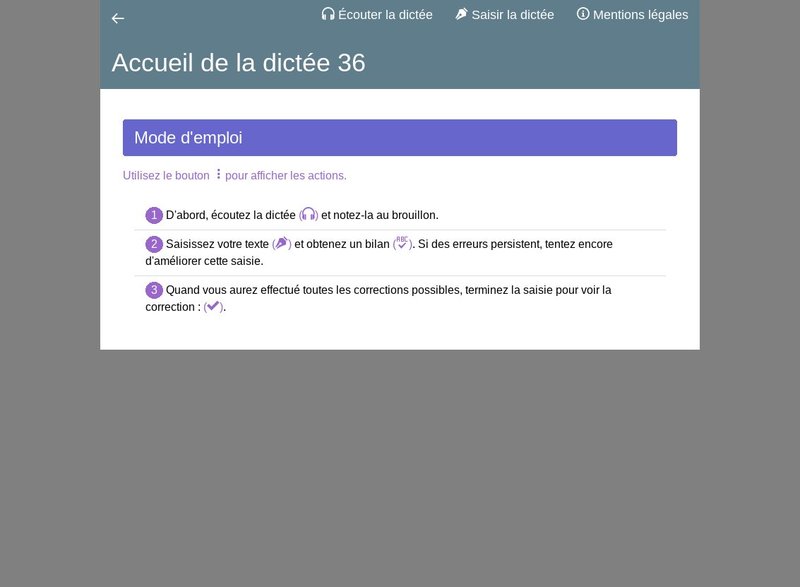 Écouter la dictée Saisir la dictée Mentions légales
Accueil de la dictée 36
Mode d'emploi
Utilisez le bouton pour afficher les actions.
1 D'abord, écoutez la dictée () et notez-la au brouillon.
2 Saisissez votre texte () et obtenez un bilan (ABC). Si des erreurs persistent, tentez encore
d'améliorer cette saisie.
3 Quand vous aurez effectué toutes les corrections possibles, terminez la saisie pour voir la
correction : ().